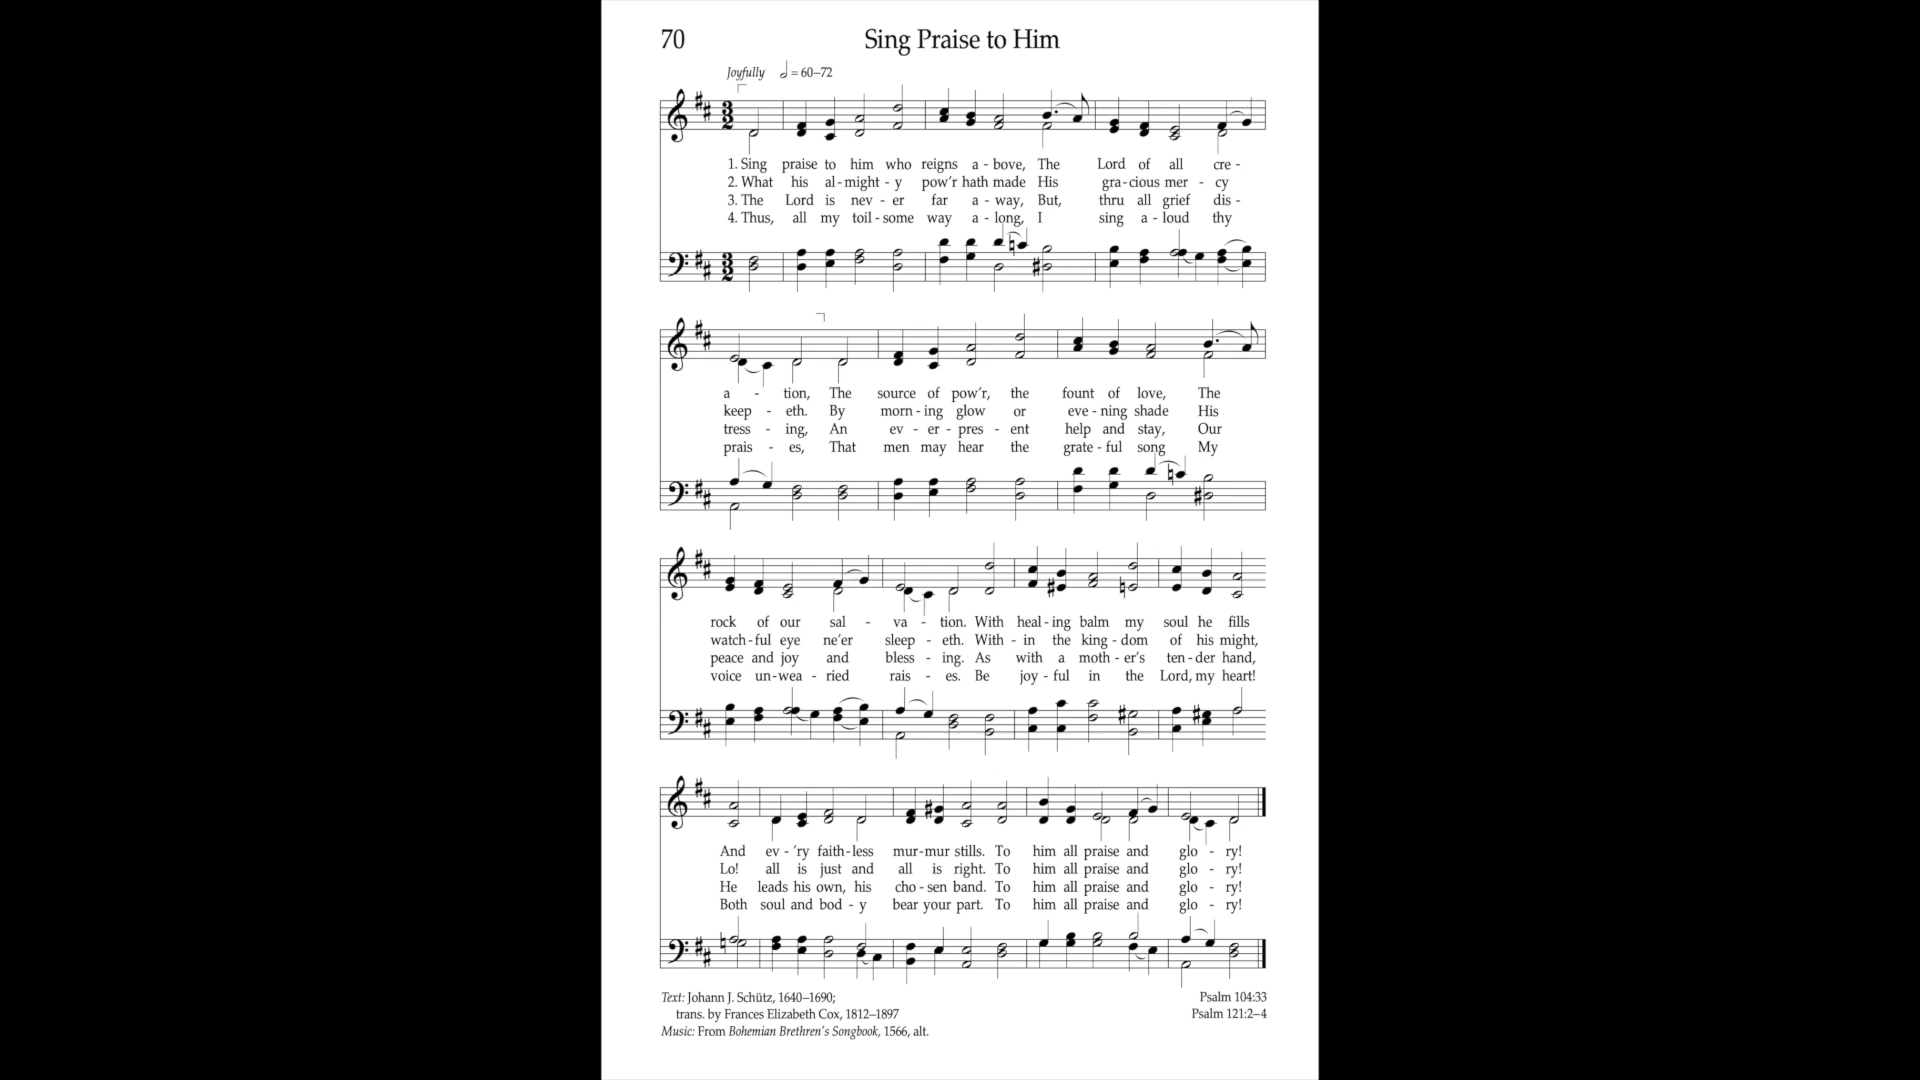 70 Sing Praise to Him
Joyfully = 60–72
1. Sing praise to him who reigns a - bove, The Lord of all cre -
2. What his al - might - y pow'r hath made His gra - cious mer - cy
3. The Lord is nev - er far a - way, But, thru all grief dis -
4. Thus, all my toil - some way a - long, I sing a - loud thy
a - tion, The source of pow'r, the fount of love, The
keep - eth. By morn - ing glow or eve - ning shade His
tress - ing, An ev - er - pres - ent help and stay, Our
prais - es, That men may hear the grate - ful song My
rock of our sal - va - tion. With heal - ing balm my soul he fills
watch - ful eye ne'er sleep - eth. With - in the king - dom of his might,
peace and joy and bless - ing. As with a moth - er's ten - der hand,
voice un - wea - ried rais - es. Be joy - ful in the Lord, my heart!
And ev - 'ry faith - less mur - mur stills. To him all praise and glo - ry!
Lo! all is just and all is right. To him all praise and glo - ry!
He leads his own, his cho - sen band. To him all praise and glo - ry!
Both soul and bod - y bear your part. To him all praise and glo - ry!
Text: Johann J. Schütz, 1640–1690;
trans. by Frances Elizabeth Cox, 1812–1897
Music: From Bohemian Brethren's Songbook, 1566, alt.
Psalm 104:33
Psalm 121:2–4